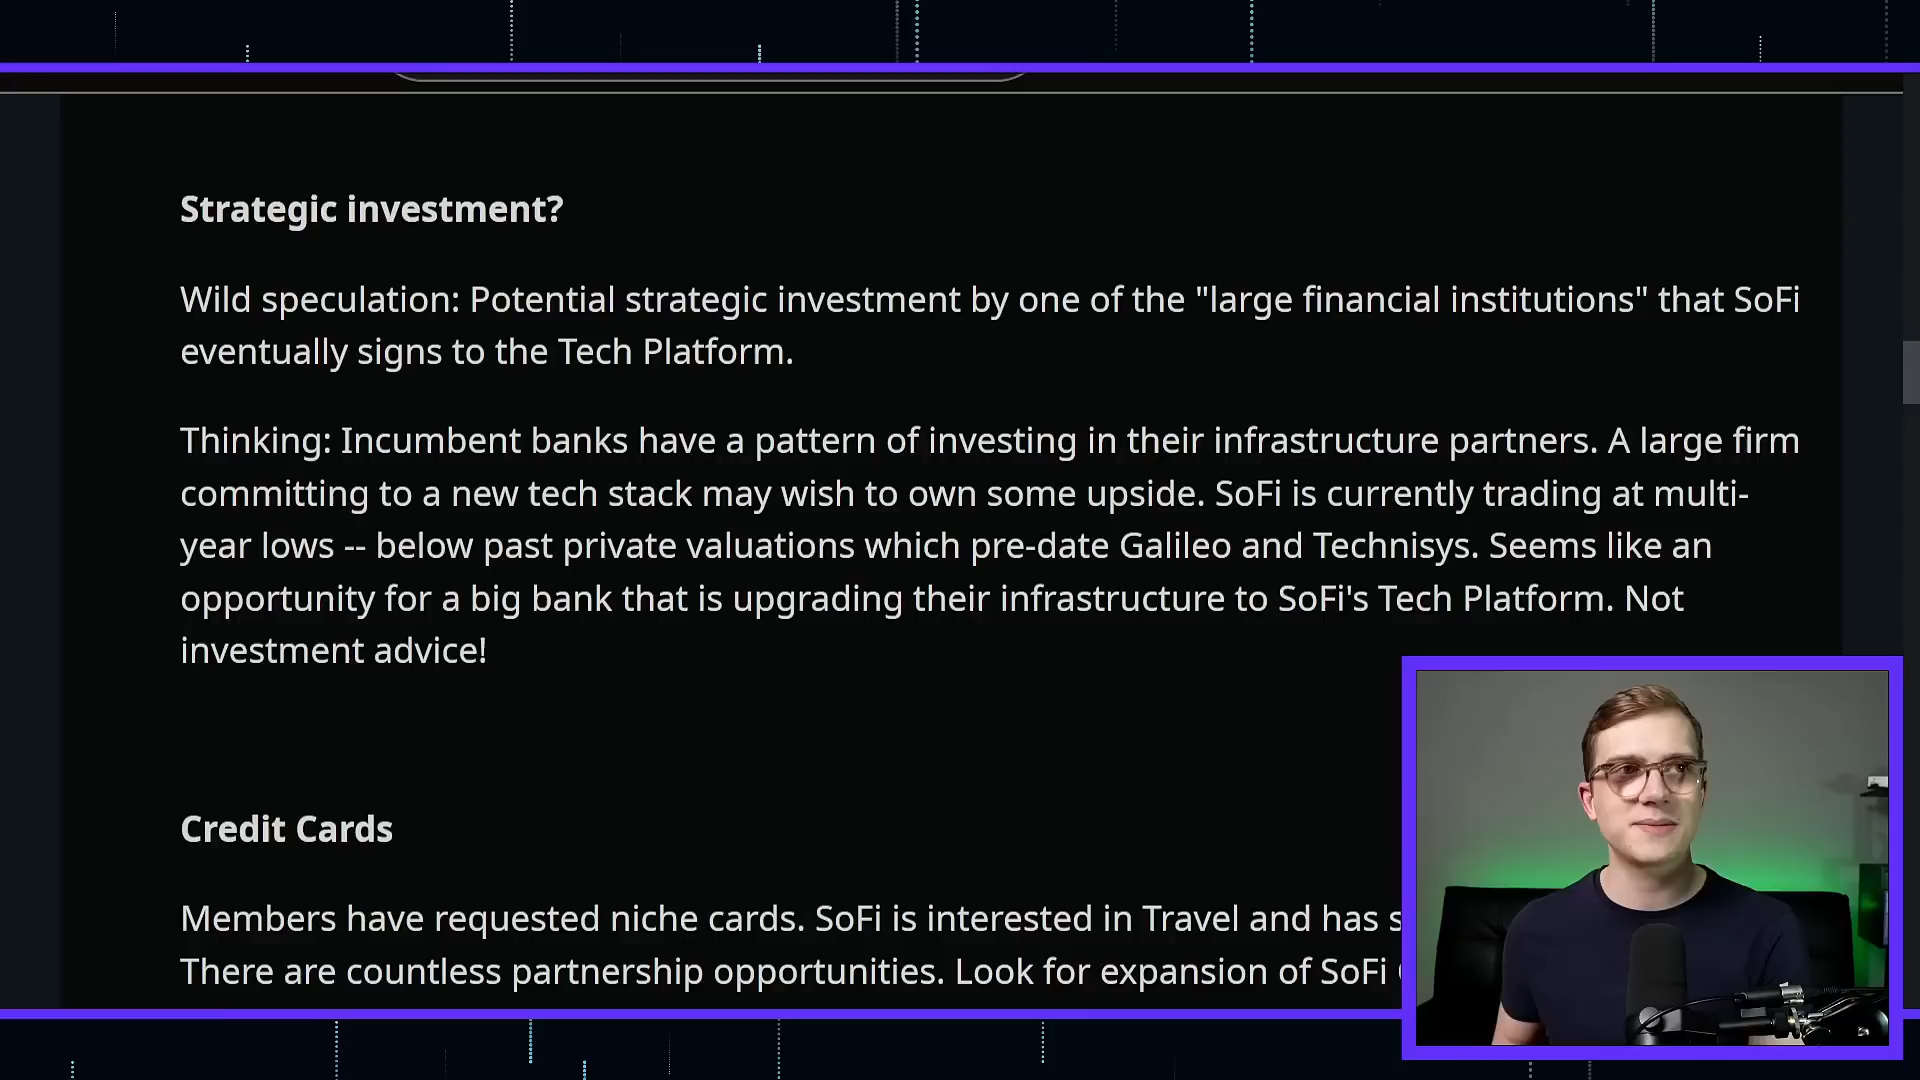 Strategic investment?
Wild speculation: Potential strategic investment by one of the "large financial institutions" that SoFi
eventually signs to the Tech Platform.
Thinking: Incumbent banks have a pattern of investing in their infrastructure partners. A large firm
committing to a new tech stack may wish to own some upside. SoFi is currently trading at multi-
year lows -- below past private valuations which pre-date Galileo and Technisys. Seems like an
opportunity for a big bank that is upgrading their infrastructure to SoFi's Tech Platform. Not
investment advice!
Credit Cards
Members have requested niche cards. SoFi is interested in Travel and has
There are countless partnership opportunities. Look for expansion of SoFi